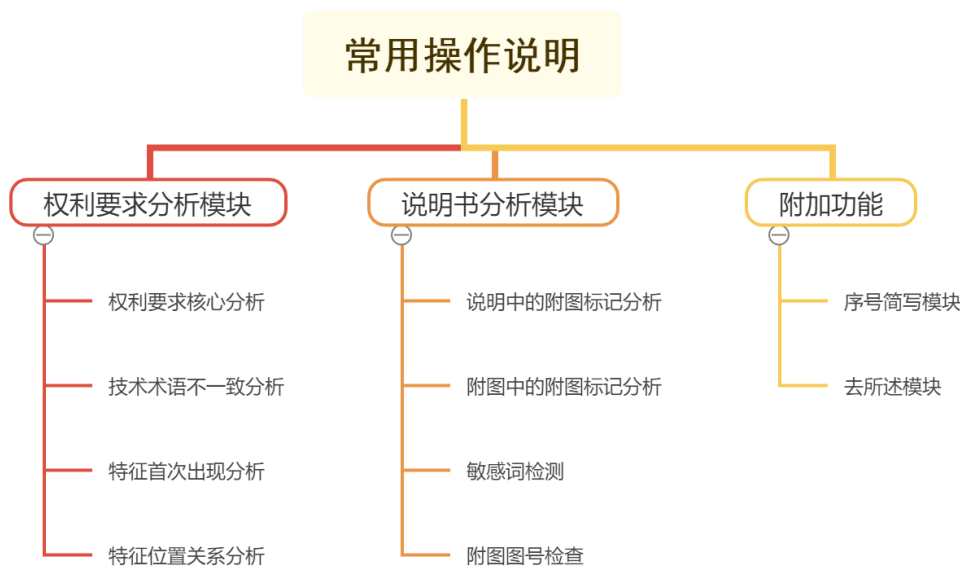 常用操作说明
权利要求分析模块
说明书分析模块
附加功能
权利要求核心分析
技术术语不一致分析
特征首次出现分析
特征位置关系分析
说明中的附图标记分析
附图中的附图标记分析
敏感词检测
附图图号检查
序号简写模块
去所述模块